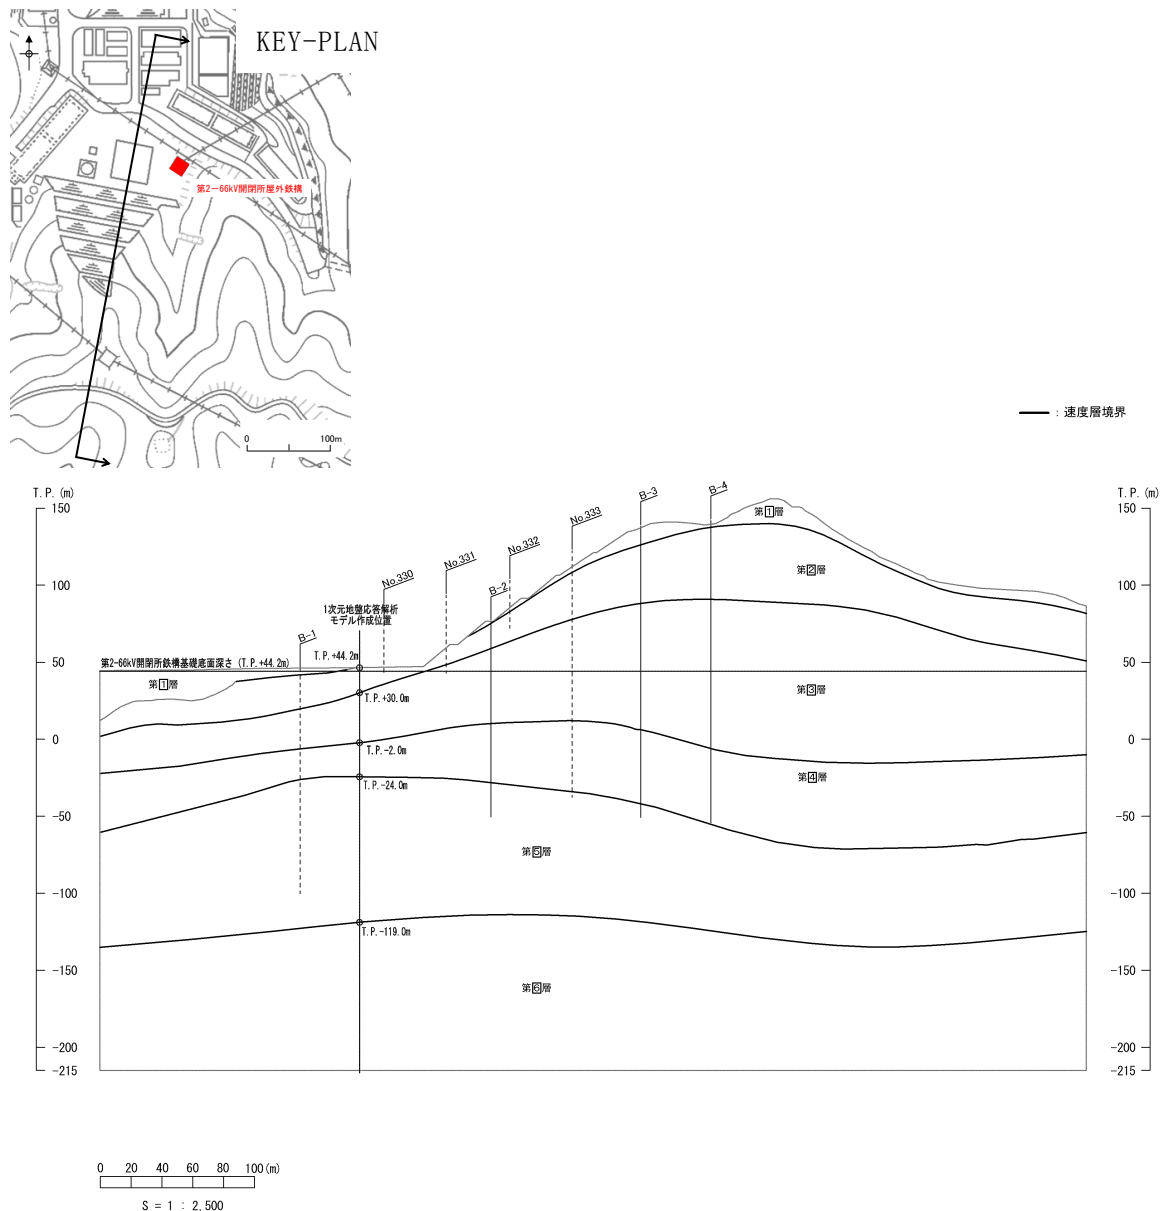 KEY-PLAN
第2－66kV開閉所屋外鉄構
0 100m
：速度層境界
T.P.(m)
T.P.(m)
150
100
50
0
-50
-100
-150
-200
-215
150
100
50
0
-50
-100
-150
-200
-215
B-4
B-3
No.333
No.332
No.331
No.330
B-2
B-1
1次元地盤応答解析
モデル作成位置
T.P.+44.2m
第2-66kV開閉所鉄構基礎底面深さ (T.P.+44.2m)
第1層
第2層
第1層
第3層
T.P.+30.0m
T.P.-2.0m
T.P.-24.0m
第4層
第5層
T.P.-119.0m
第6層
0 20 40 60 80 100(m)
S = 1 : 2,500